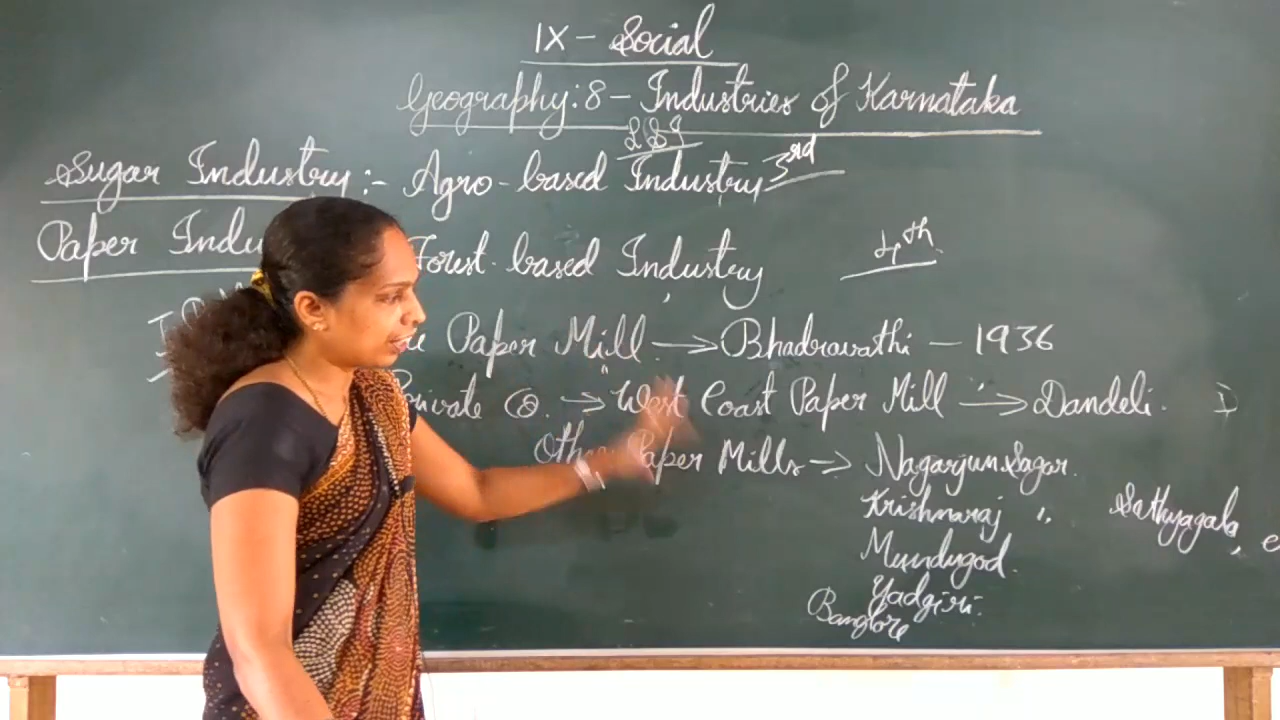 IX - Social
Geography: 8 - Industries of Karnataka
Sugar Industry :- Agro-based Industry 3rd
Paper Indu Forest-based Industry 4th
Paper Mill → Bhadravathi - 1936
Private → West Coast Paper Mill → Dandeli.
Other Paper Mills → Nagarjun Sagar.
Krishnaraj " Sathyagala,
Mundugod.
Yadgiri.
Banglore